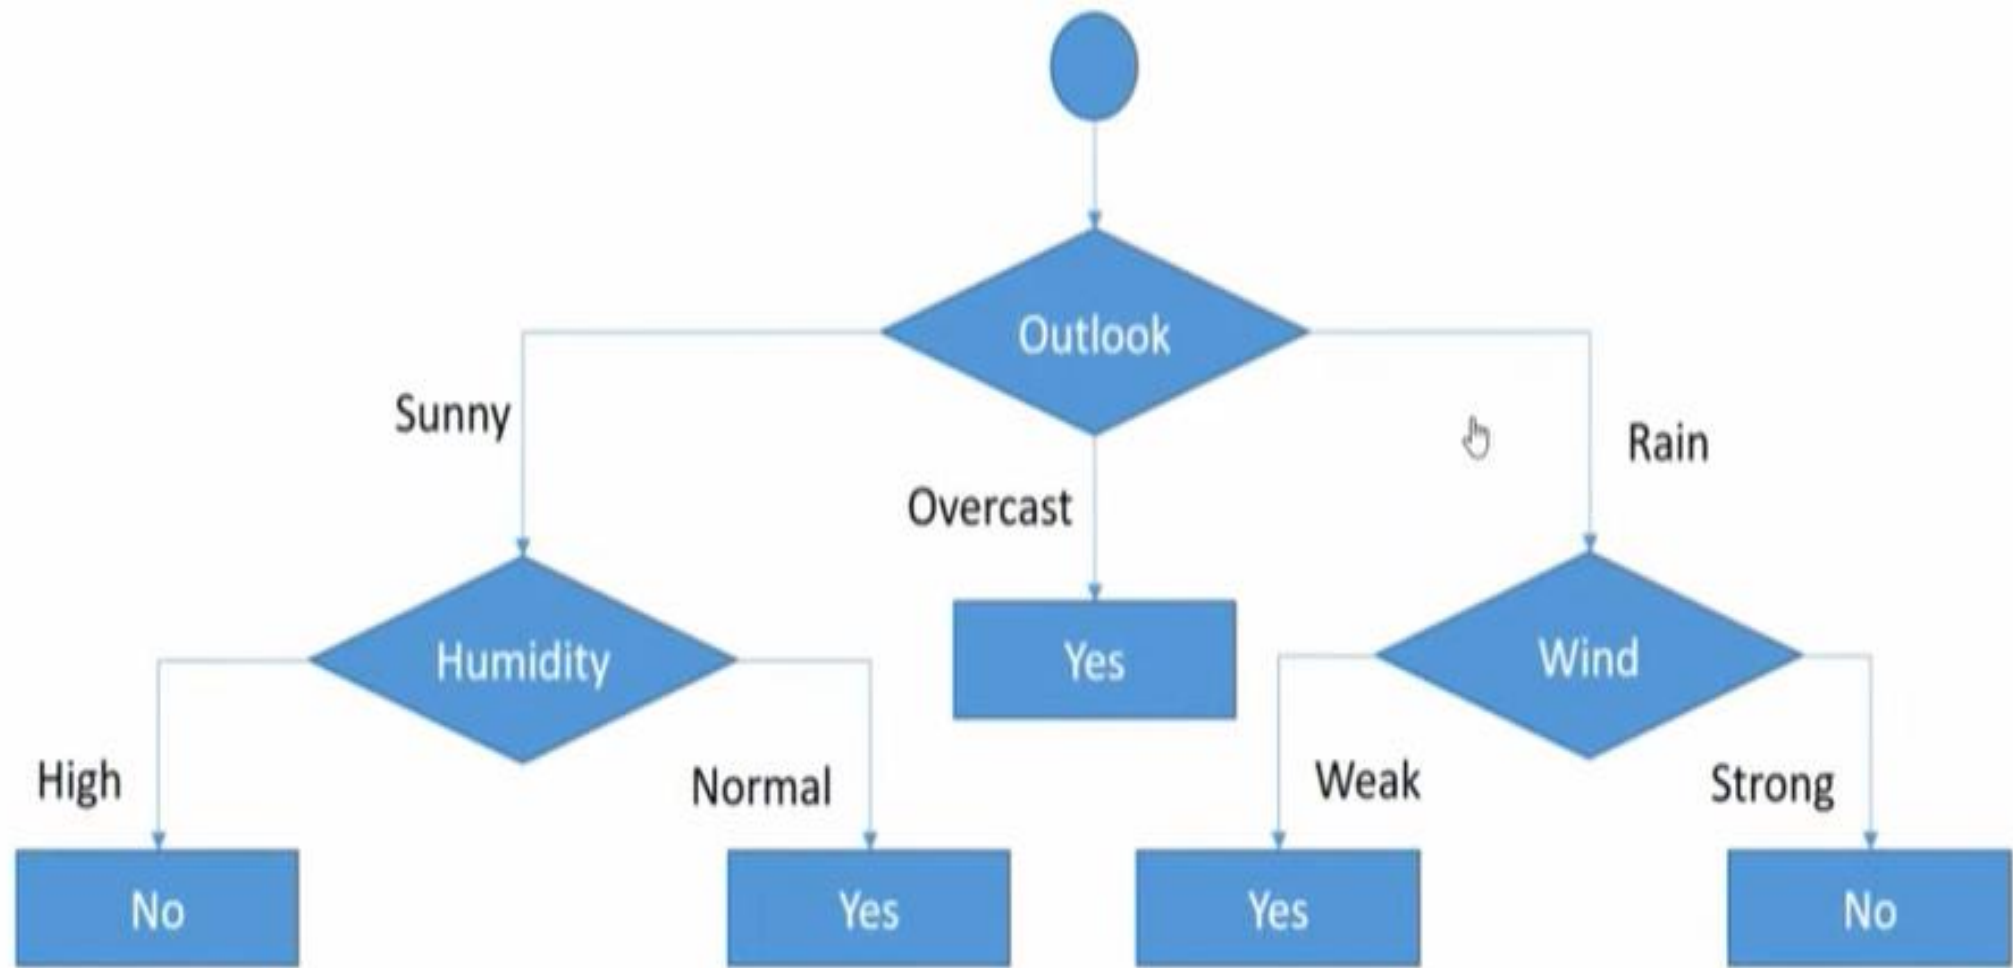 Outlook
Sunny
Rain
Overcast
Humidity
Yes
Wind
High
Normal
Weak
Strong
No
Yes
Yes
No